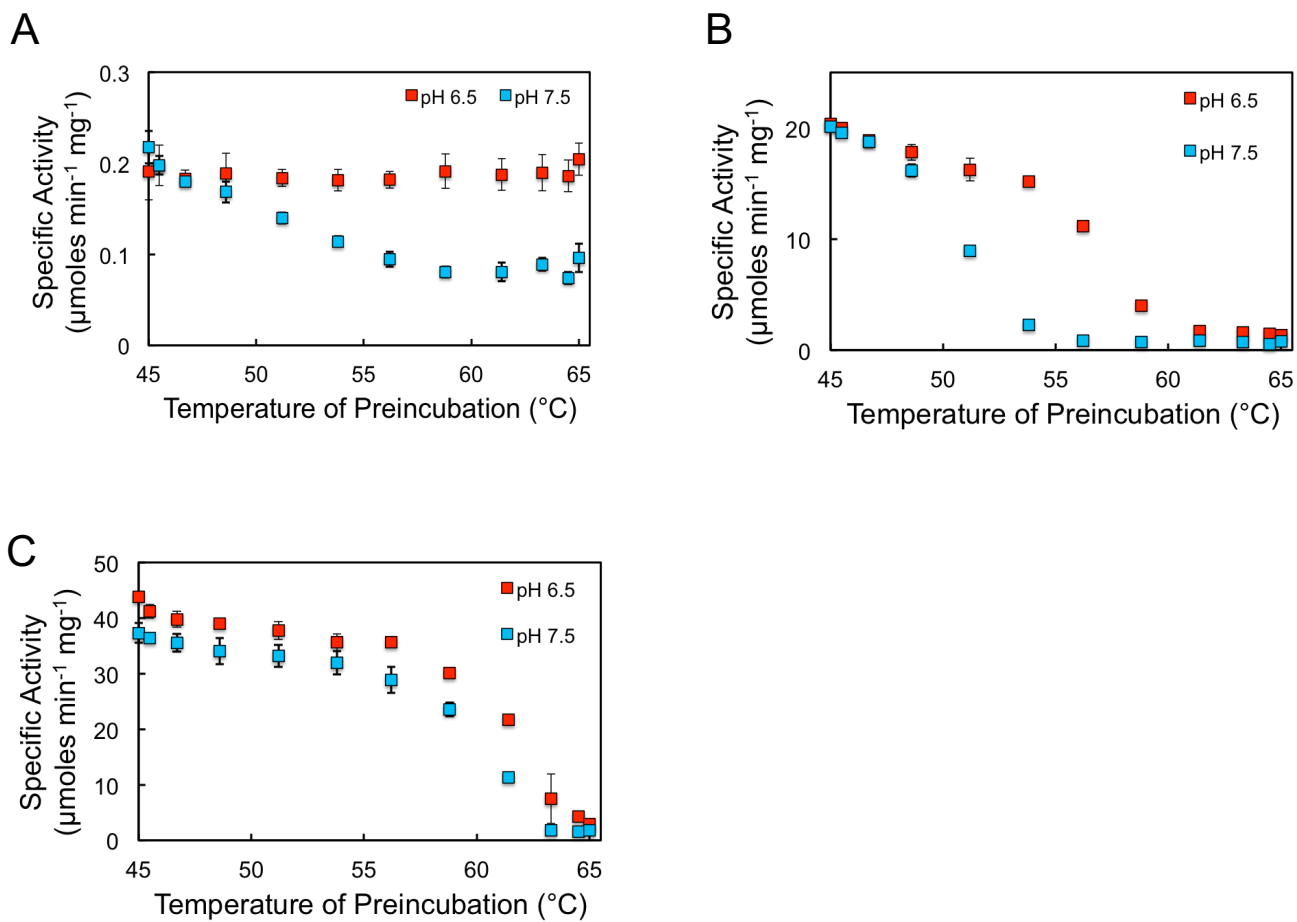 A
Specific Activity
(µmoles min-1 mg-1)
0.3
0.2
0.1
0
pH 6.5 pH 7.5
45 50 55 60 65
Temperature of Preincubation (°C)
B
Specific Activity
(µmoles min-1 mg-1)
20
10
0
pH 6.5
pH 7.5
45 50 55 60 65
Temperature of Preincubation (°C)
C
Specific Activity
(µmoles min-1 mg-1)
50
40
30
20
10
0
pH 6.5
pH 7.5
45 50 55 60 65
Temperature of Preincubation (°C)